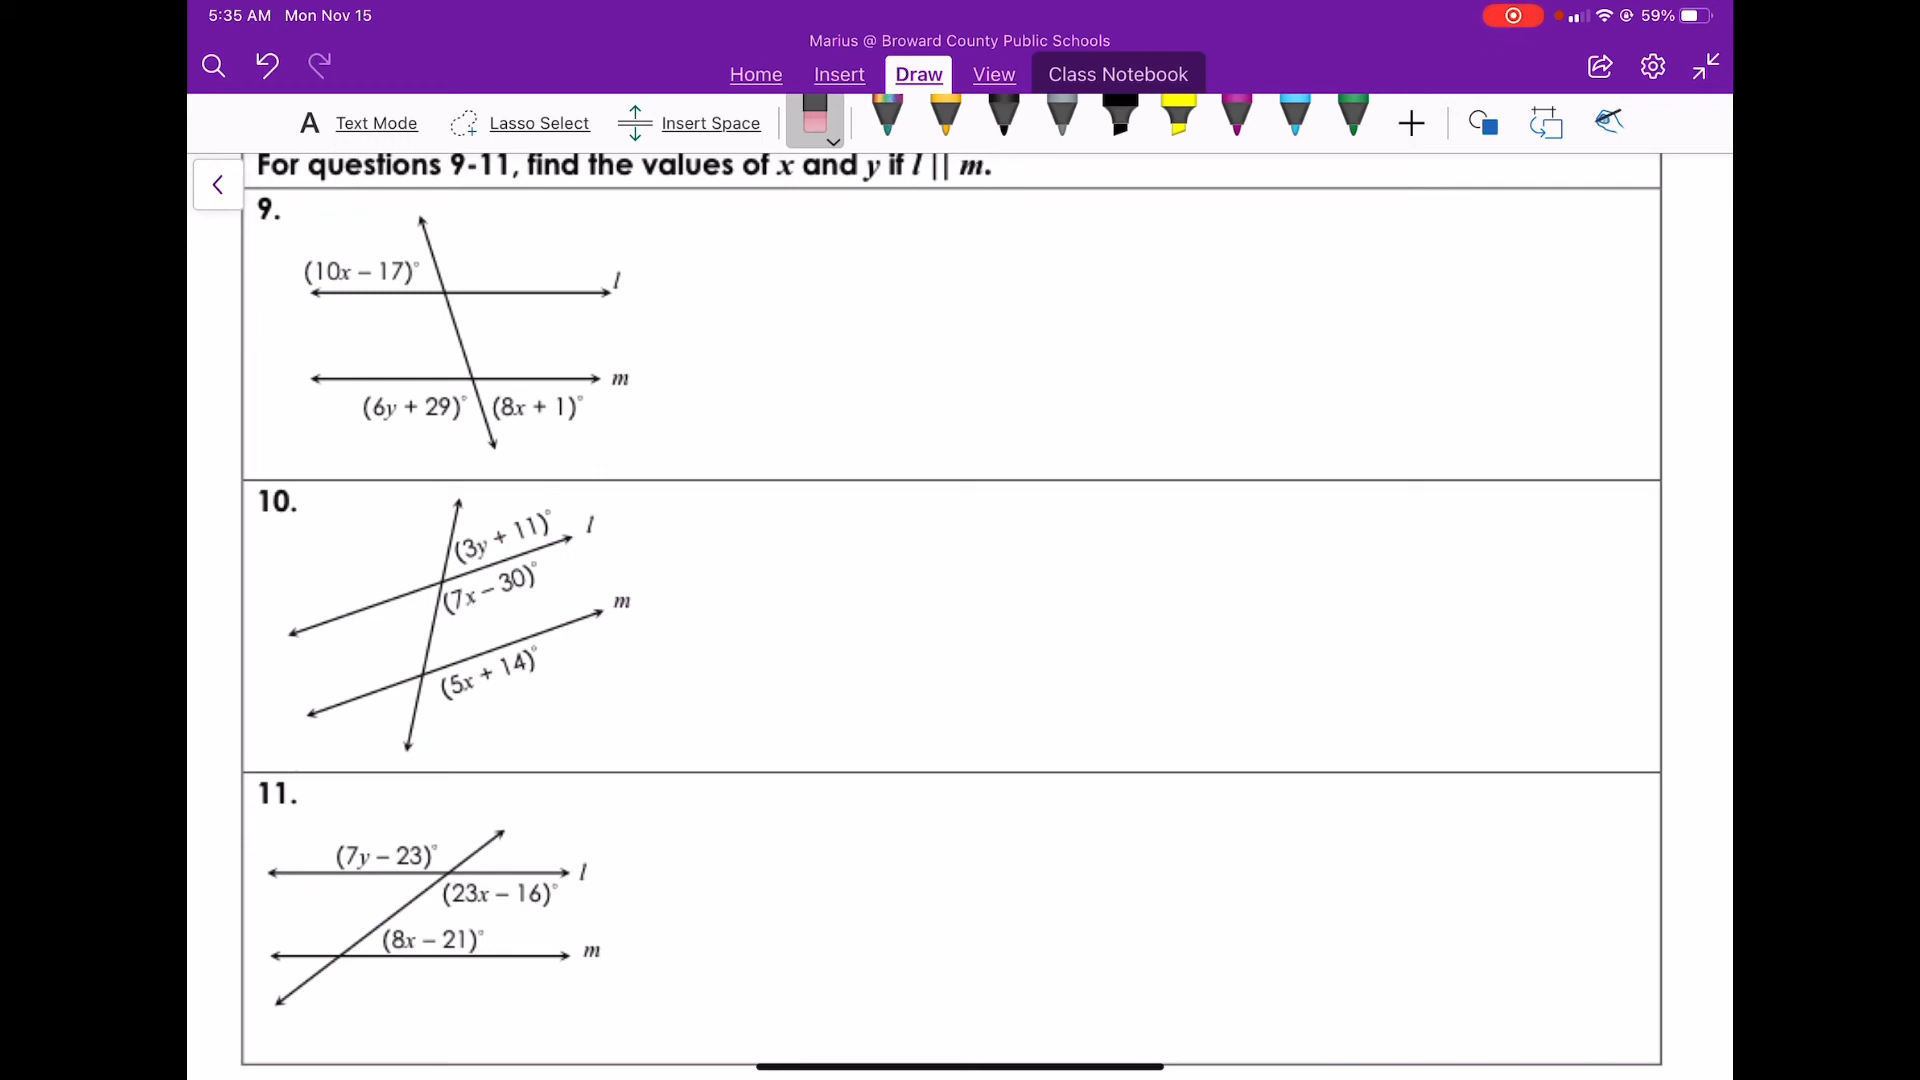 5:35 AM Mon Nov 15
59%
Marius @ Broward County Public Schools
Home Insert Draw View Class Notebook
A Text Mode Lasso Select Insert Space
For questions 9-11, find the values of x and y if l || m.
9.
(10x – 17)°
l
m
(6y + 29)° (8x + 1)°
10.
(3y + 11)° l
(7x – 30)°
m
(5x + 14)°
11.
(7y – 23)°
l
(23x – 16)°
(8x – 21)°
m